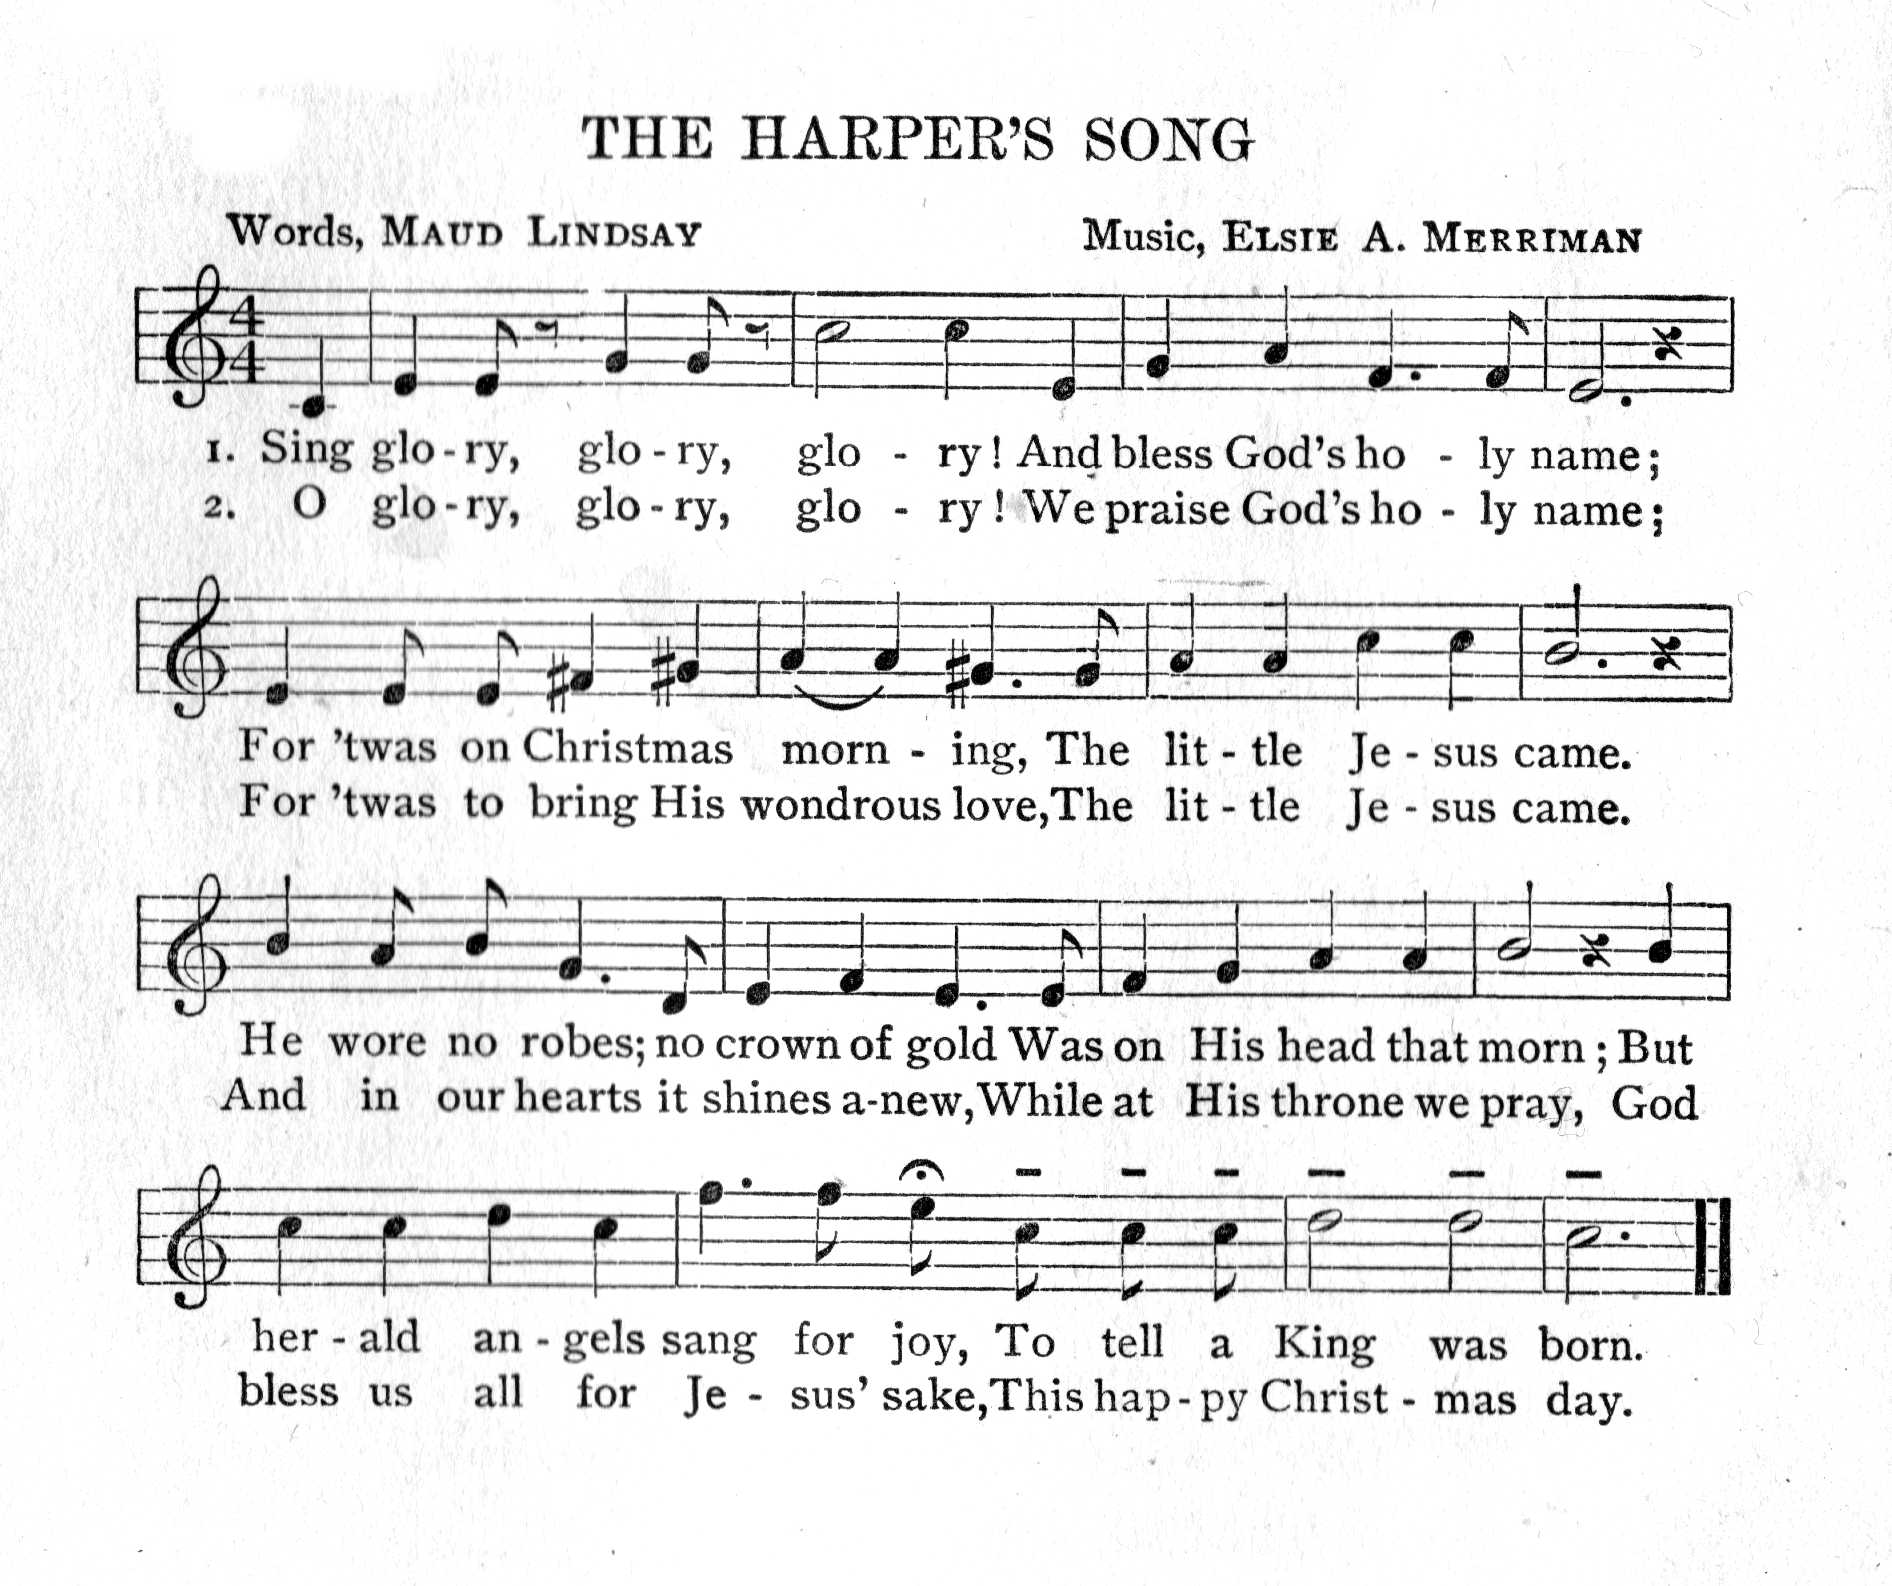 THE HARPER'S SONG
Words, MAUD LINDSAY
Music, ELSIE A. MERRIMAN
4
4
1. Sing glo - ry, glo - ry, glo - ry! And bless God's ho - ly name;
2. O glo - ry, glo - ry, glo - ry! We praise God's ho - ly name;
For 'twas on Christmas morn - ing, The lit - tle Je - sus came.
For 'twas to bring His wondrous love, The lit - tle Je - sus came.
He wore no robes; no crown of gold Was on His head that morn; But
And in our hearts it shines a-new, While at His throne we pray, God
her - ald an - gels sang for joy, To tell a King was born.
bless us all for Je - sus' sake, This hap - py Christ - mas day.